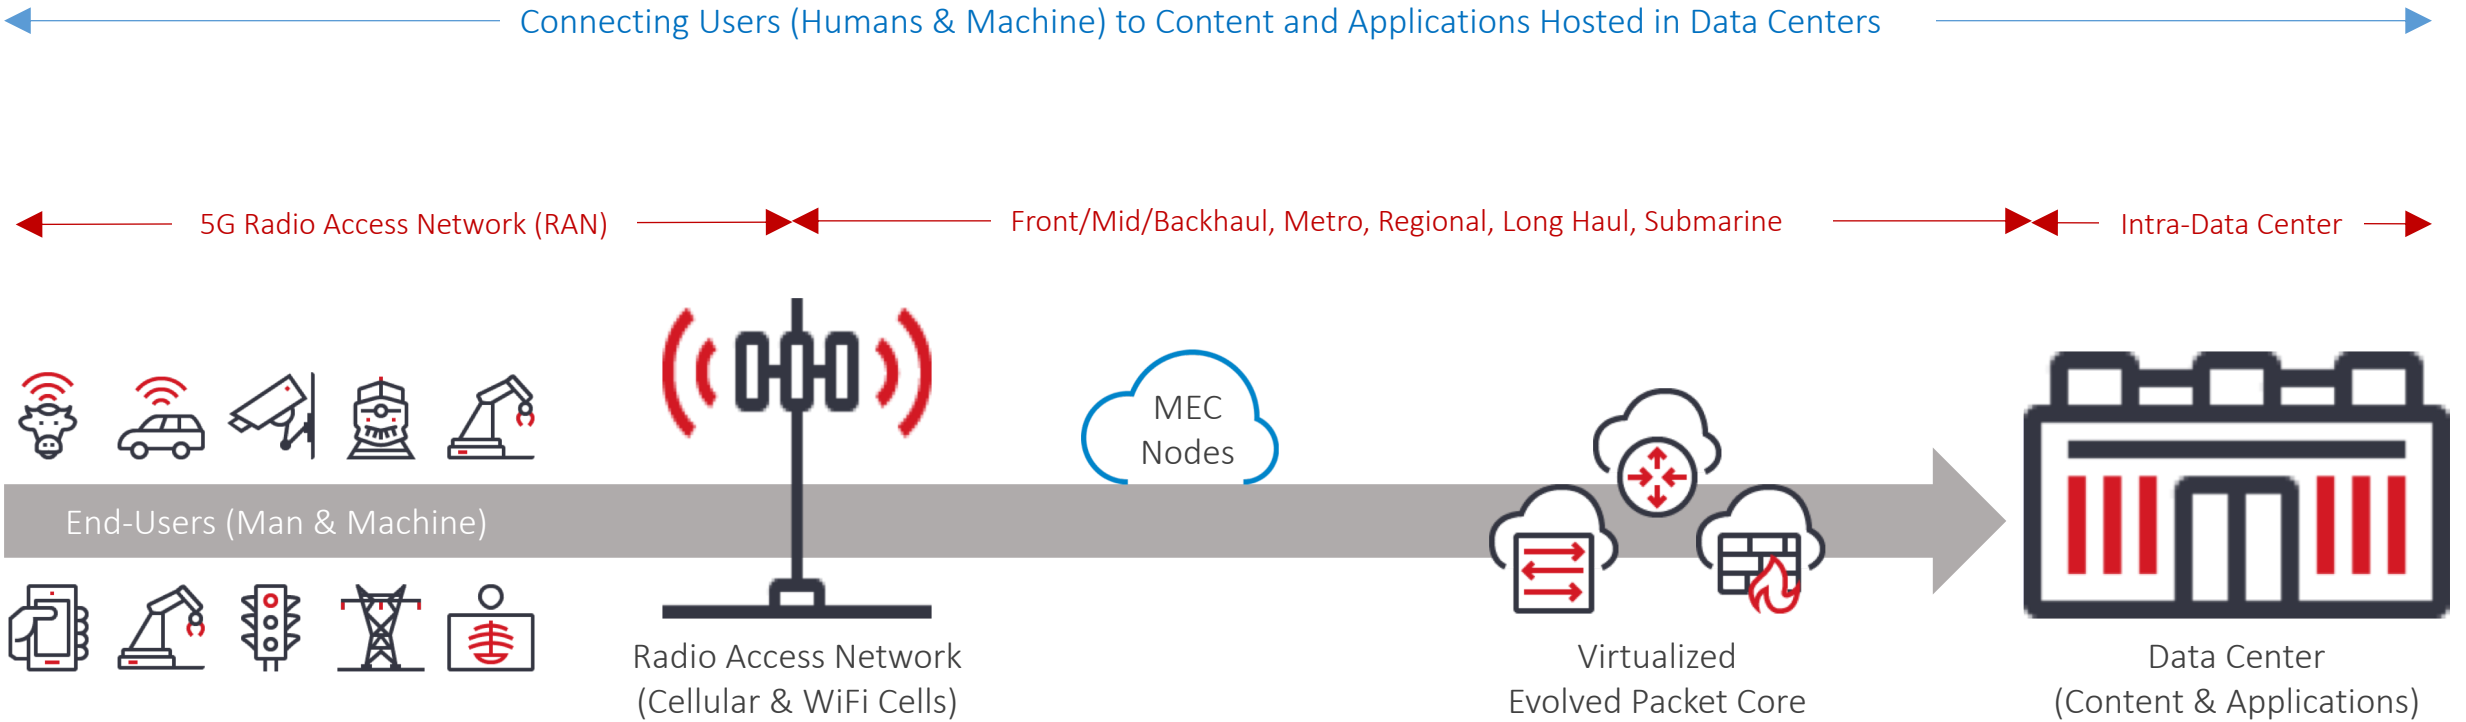 Connecting Users (Humans & Machine) to Content and Applications Hosted in Data Centers
5G Radio Access Network (RAN)
Front/Mid/Backhaul, Metro, Regional, Long Haul, Submarine
Intra-Data Center
MEC
Nodes
End-Users (Man & Machine)
Radio Access Network
(Cellular & WiFi Cells)
Virtualized
Evolved Packet Core
Data Center
(Content & Applications)